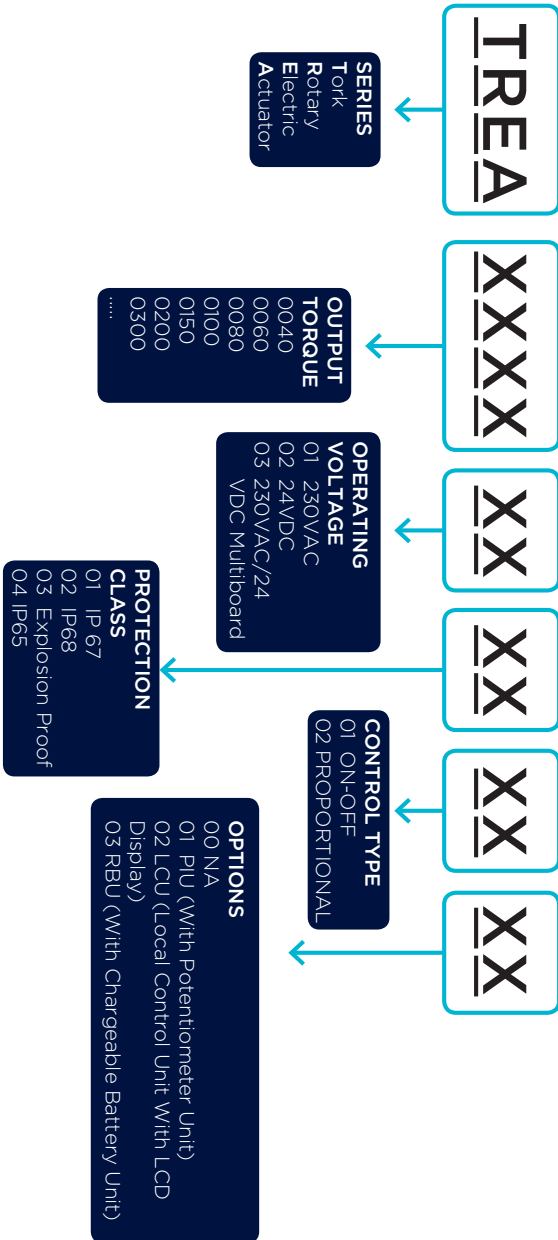 TREA
XXXX
XX
XX
XX
XX
SERIES
Tork
Rotary
Electric
Actuator
OUTPUT
TORQUE
0040
0060
0080
0100
0150
0200
0300
.....
OPERATING
VOLTAGE
01 230VAC
02 24VDC
03 230VAC/24
VDC Multiboard
PROTECTION
CLASS
01 IP 67
02 IP68
03 Explosion Proof
04 IP65
CONTROL TYPE
01 ON-OFF
02 PROPORTIONAL
OPTIONS
00 NA
01 PIU (With Potentiometer Unit)
02 LCU (Local Control Unit With LCD
Display)
03 RBU (With Chargeable Battery Unit)